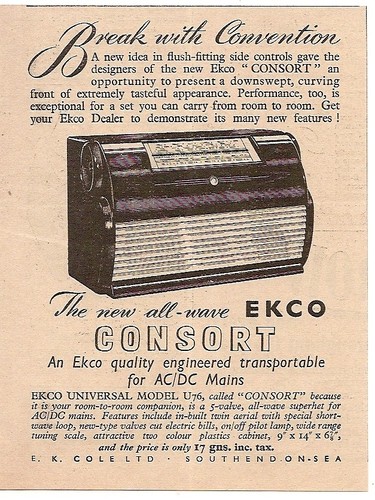 Break with Convention
A new idea in flush-fitting side controls gave the
designers of the new Ekco "CONSORT" an
opportunity to present a downswept, curving
front of extremely tasteful appearance. Performance, too, is
exceptional for a set you can carry from room to room. Get
your Ekco Dealer to demonstrate its many new features!
The new all-wave EKCO
CONSORT
An Ekco quality engineered transportable
for AC/DC Mains
EKCO UNIVERSAL MODEL U76, called "CONSORT" because
it is your room-to-room companion, is a 5-valve, all-wave superhet for
AC/DC mains. Features include in-built twin aerial with special short-
wave loop, new-type valves cut electric bills, on/off pilot lamp, wide range
tuning scale, attractive two colour plastics cabinet, 9" x 14" x 6¼",
and the price is only 17 gns. inc. tax.
E. K. COLE LTD · SOUTHEND-ON-SEA